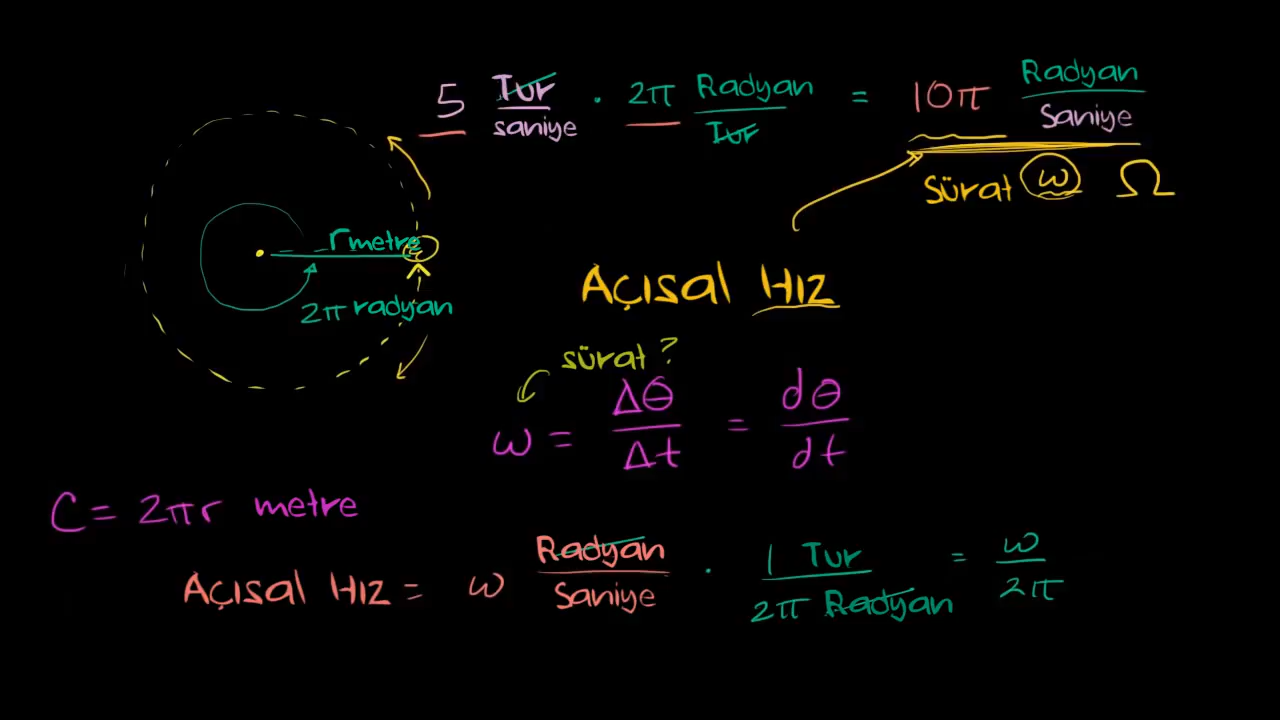 5 Tur/saniye · 2π Radyan/Tur = 10π Radyan/Saniye
Sürat ω Ω
r metre
2π radyan
Açısal Hız
sürat?
ω = Δθ/Δt = dθ/dt
C = 2πr metre
Açısal Hız = ω Radyan/Saniye · 1 Tur/2π Radyan = ω/2π